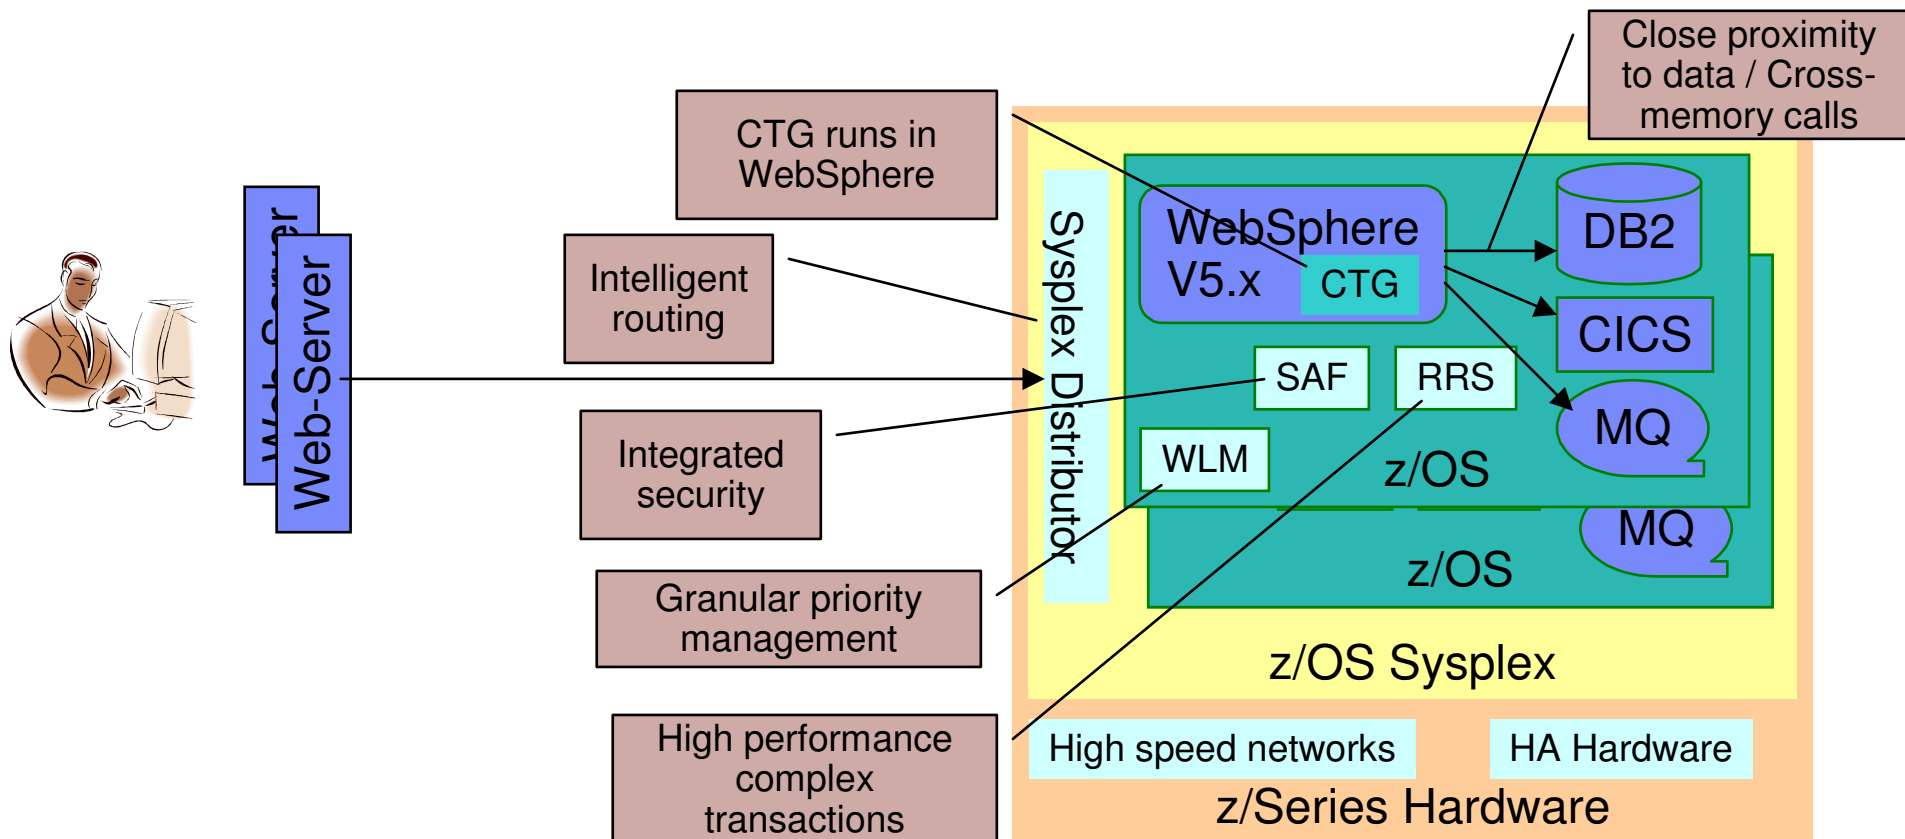 Close proximity
to data / Cross-
memory calls
CTG runs in
WebSphere
Web-Server
Web-Server
Intelligent
routing
Integrated
security
Granular priority
management
High performance
complex
transactions
Sysplex Distributor
WebSphere
V5.x
CTG
DB2
CICS
MQ
SAF
RRS
WLM
z/OS
MQ
z/OS
z/OS Sysplex
High speed networks
HA Hardware
z/Series Hardware